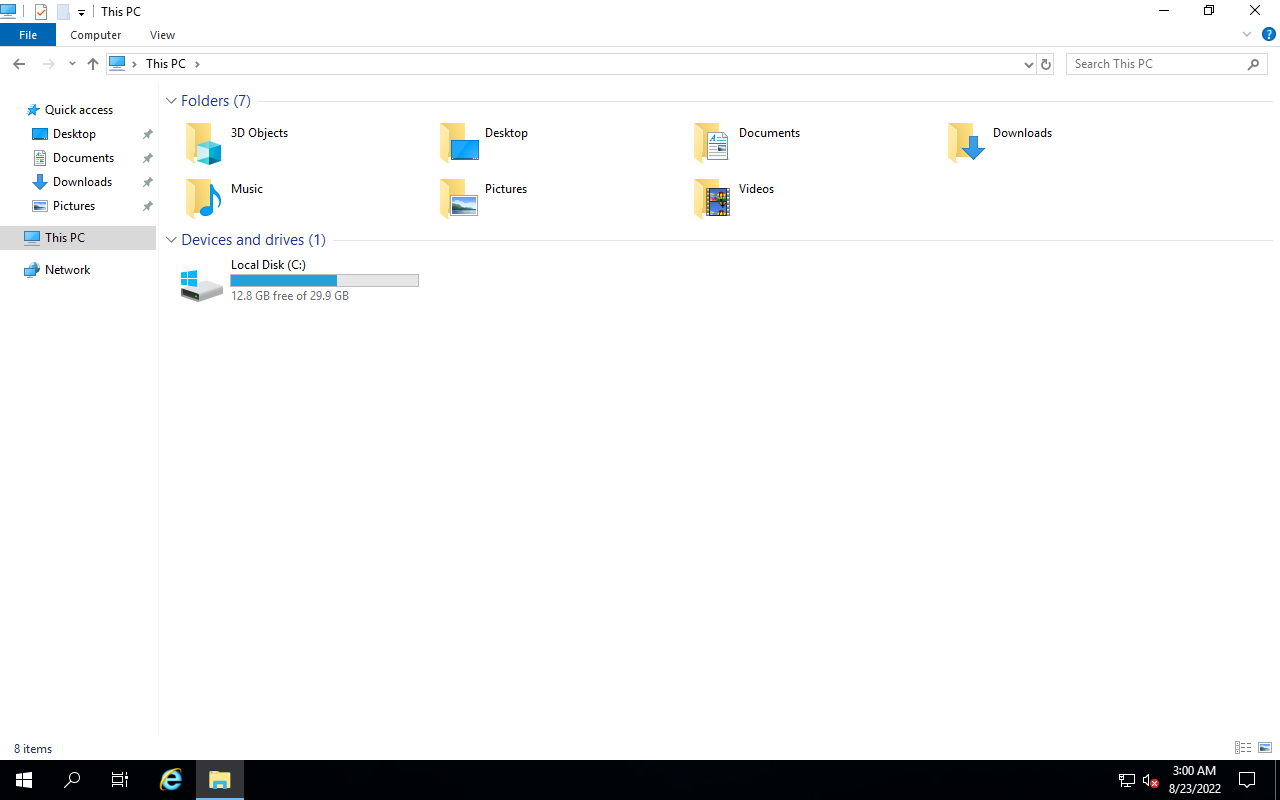 This PC
File Computer View
This PC
Search This PC
Quick access
Desktop
Documents
Downloads
Pictures
This PC
Network
Folders (7)
3D Objects
Desktop
Documents
Downloads
Music
Pictures
Videos
Devices and drives (1)
Local Disk (C:)
12.8 GB free of 29.9 GB
8 items
3:00 AM
8/23/2022